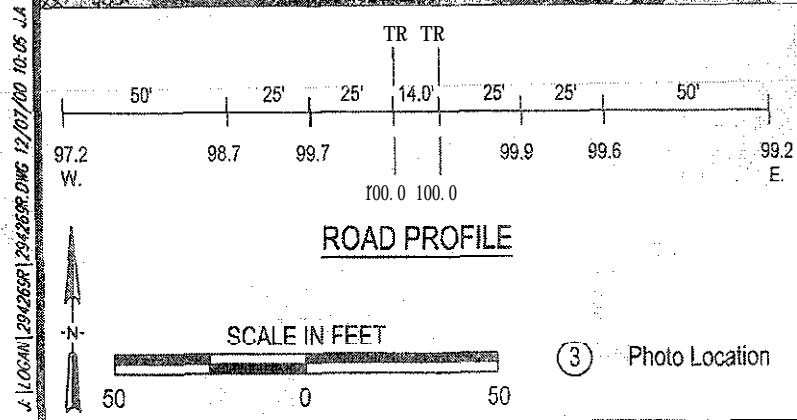 J:\LOGAN\294269R\294269R.DWG 12/07/00 10:05 JA
TR TR
50' 25' 25' 14.0' 25' 25' 50'
97.2 98.7 99.7 99.9 99.6 99.2
W. E.
100.0 100.0
ROAD PROFILE
-N-
SCALE IN FEET
50 0 50
3 Photo Location